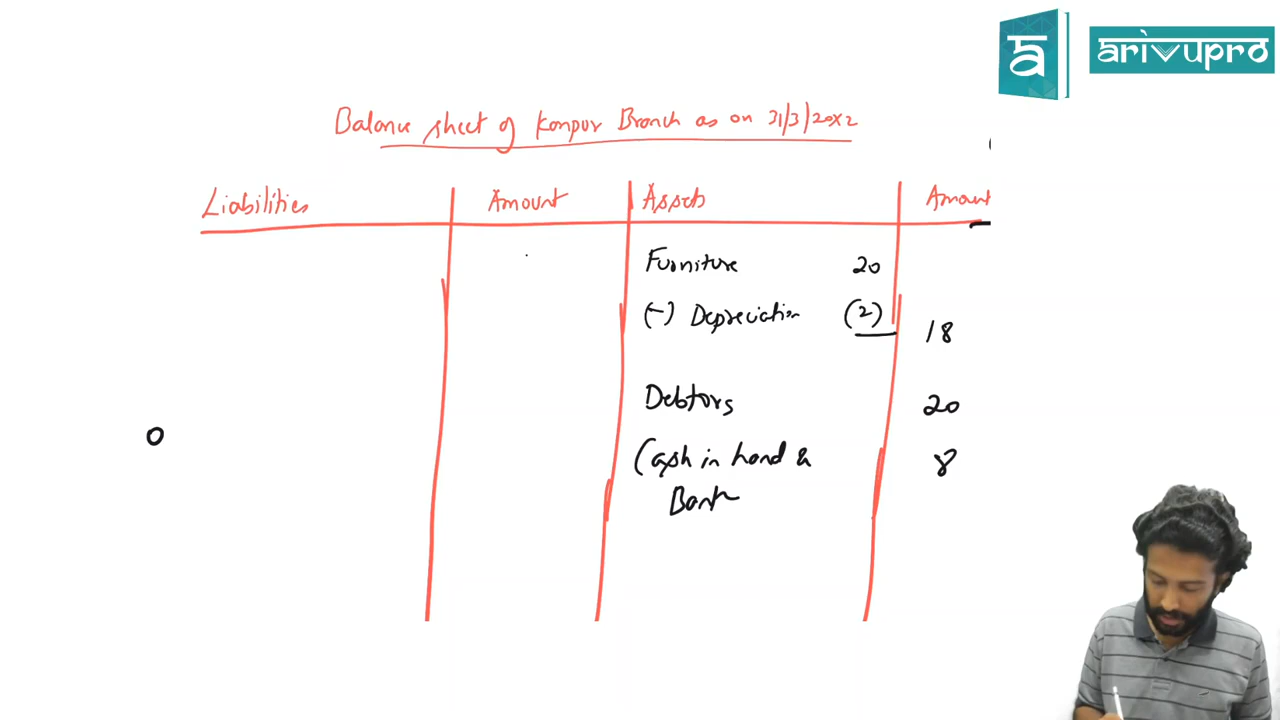 arivupro
Balance sheet of Kanpur Branch as on 31/3/20X2
Liabilities Amount Assets Amount
Furniture 20
(-) Depreciation (2) 18
Debtors 20
Cash in hand & 8
Bank